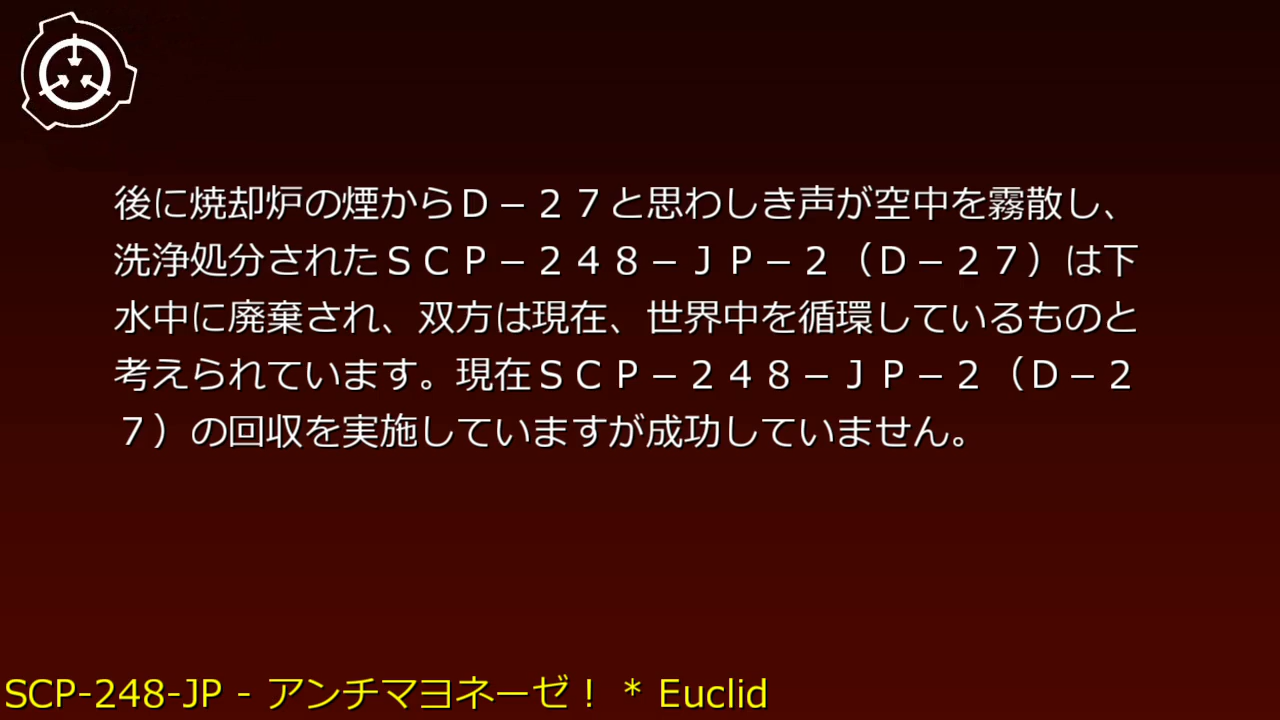 後に焼却炉の煙からＤ－２７と思わしき声が空中を霧散し、
洗浄処分されたＳＣＰ－２４８－ＪＰ－２（Ｄ－２７）は下
水中に廃棄され、双方は現在、世界中を循環しているものと
考えられています。現在ＳＣＰ－２４８－ＪＰ－２（Ｄ－２
７）の回収を実施していますが成功していません。
SCP-248-JP - アンチマヨネーゼ！ * Euclid